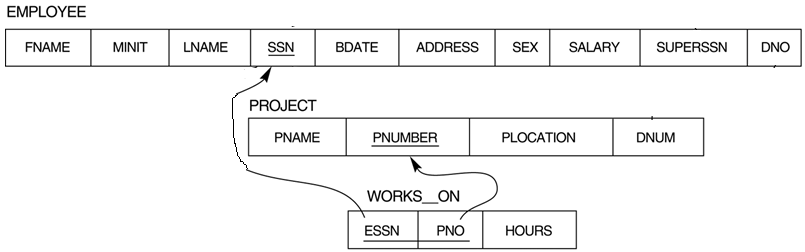 EMPLOYEE
FNAME MINIT LNAME SSN BDATE ADDRESS SEX SALARY SUPERSSN DNO
PROJECT
PNAME PNUMBER PLOCATION DNUM
WORKS__ON
ESSN PNO HOURS